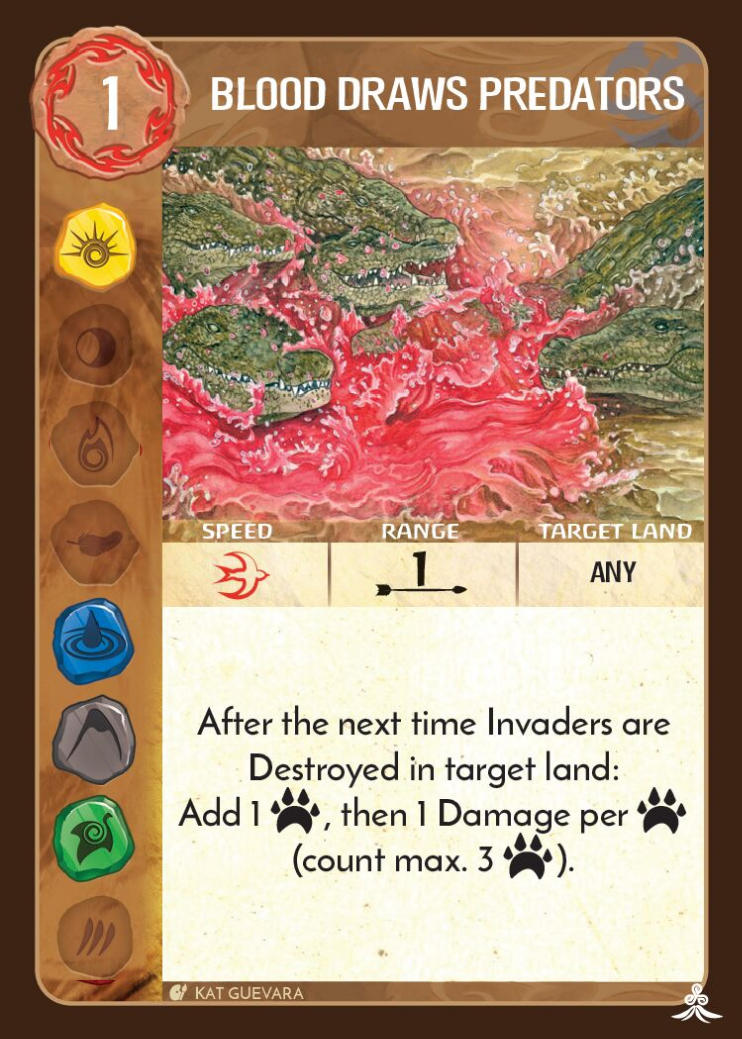 1
BLOOD DRAWS PREDATORS
SPEED RANGE TARGET LAND
1 ANY
After the next time Invaders are
Destroyed in target land:
Add 1 , then 1 Damage per
(count max. 3 ).
KAT GUEVARA